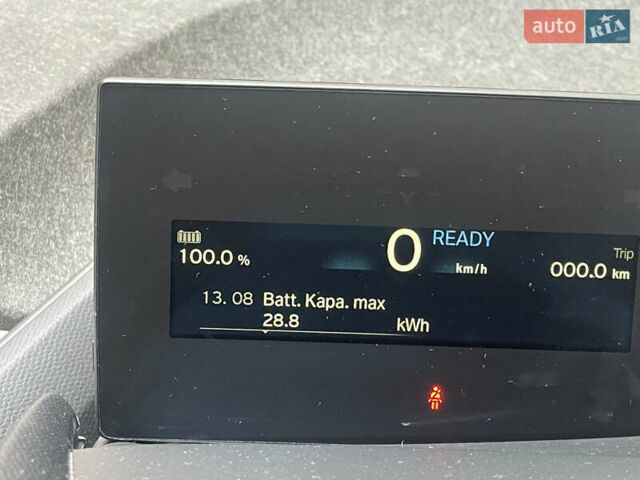 auto RIA.com
0 READY
100.0 % km/h Trip
000.0 km
13. 08 Batt. Kapa. max
28.8 kWh